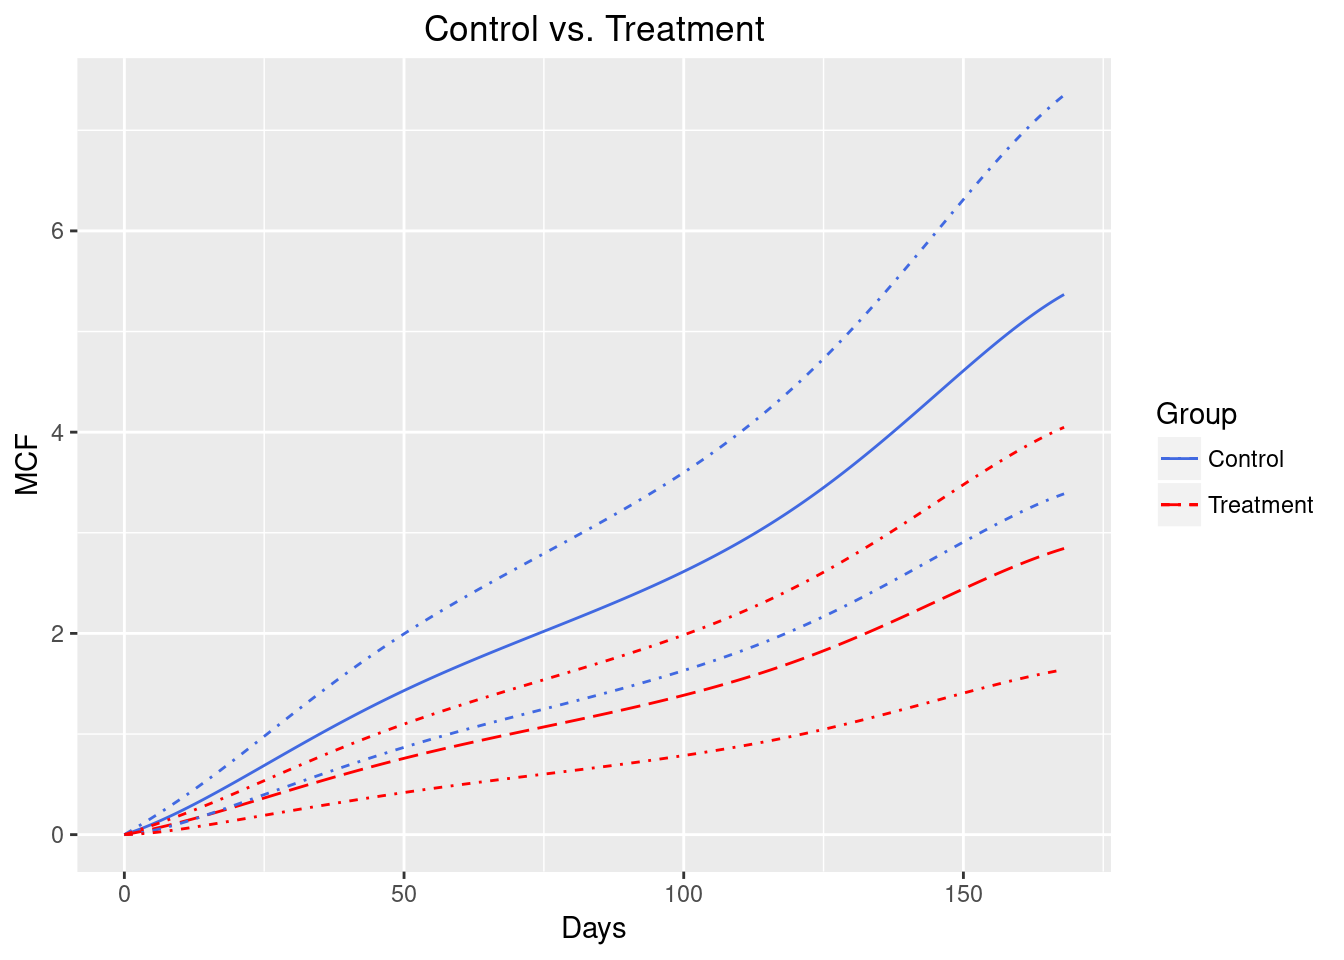 Control vs. Treatment
MCF
6
4
2
0
0 50 100 150
Days
Group
Control
Treatment